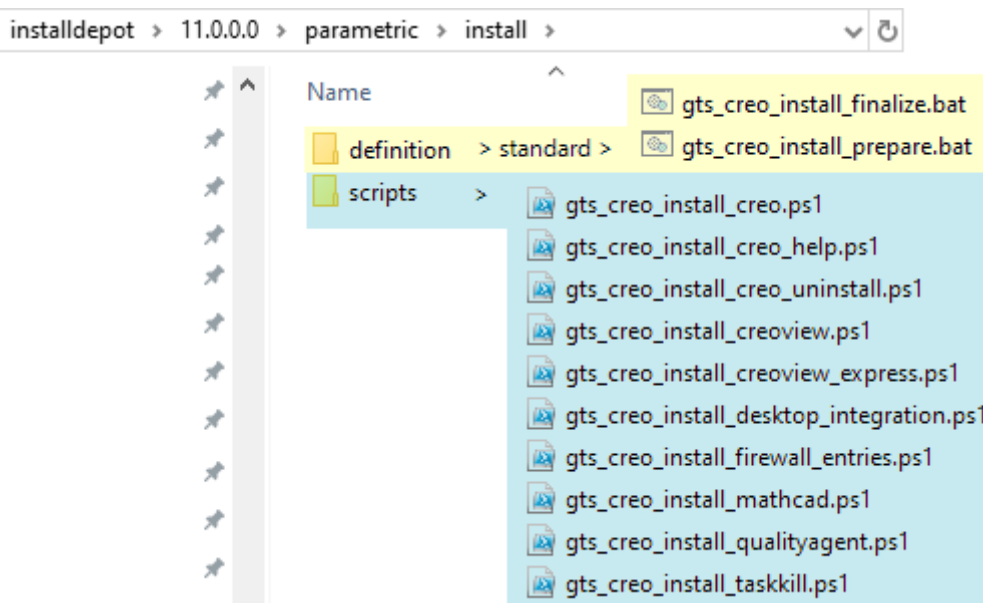 installdepot > 11.0.0.0 > parametric > install >
Name
gts_creo_install_finalize.bat
definition > standard > gts_creo_install_prepare.bat
scripts >
gts_creo_install_creo.ps1
gts_creo_install_creo_help.ps1
gts_creo_install_creo_uninstall.ps1
gts_creo_install_creoview.ps1
gts_creo_install_creoview_express.ps1
gts_creo_install_desktop_integration.ps1
gts_creo_install_firewall_entries.ps1
gts_creo_install_mathcad.ps1
gts_creo_install_qualityagent.ps1
gts_creo_install_taskkill.ps1